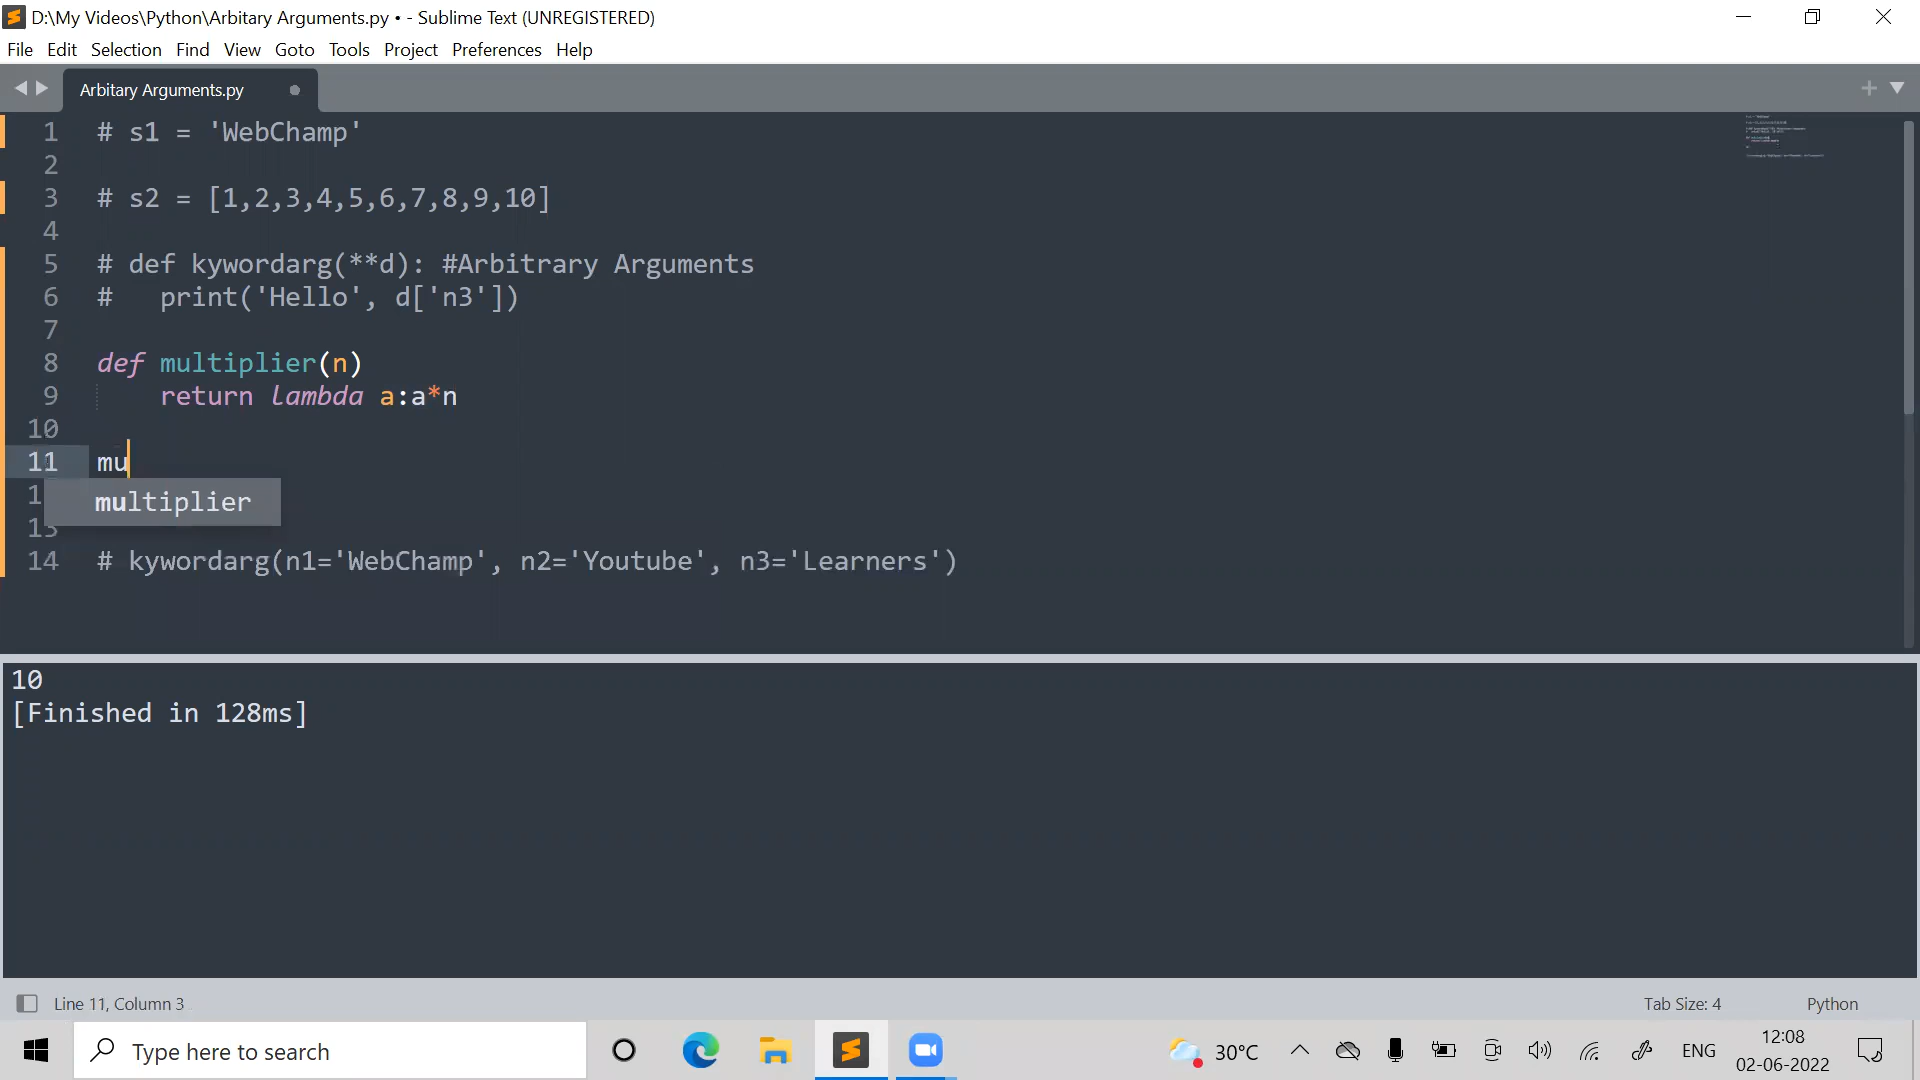 D:\My Videos\Python\Arbitary Arguments.py • - Sublime Text (UNREGISTERED)
File Edit Selection Find View Goto Tools Project Preferences Help
Arbitary Arguments.py
1 # s1 = 'WebChamp'
2
3 # s2 = [1,2,3,4,5,6,7,8,9,10]
4
5 # def kywordarg(**d): #Arbitrary Arguments
6 #   print('Hello', d['n3'])
7
8 def multiplier(n)
9     return lambda a:a*n
10
11 mu
multiplier
13
14 # kywordarg(n1='WebChamp', n2='Youtube', n3='Learners')
10
[Finished in 128ms]
Line 11, Column 3 Tab Size: 4 Python
Type here to search 30°C ENG 12:08
02-06-2022